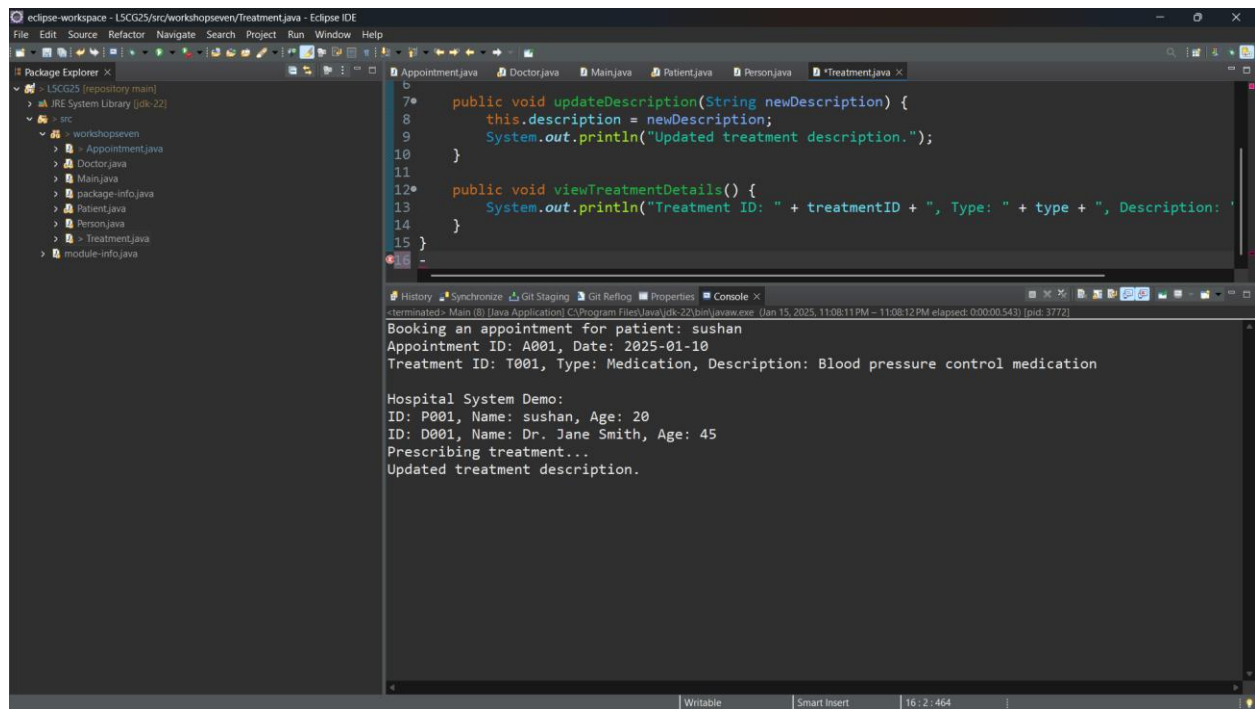 eclipse-workspace - L5CG25/src/workshopseven/Treatment.java - Eclipse IDE
File Edit Source Refactor Navigate Search Project Run Window Help
Package Explorer
Appointment.java Doctor.java Main.java Patient.java Person.java *Treatment.java
> L5CG25 [repository main]
JRE System Library [jdk-22]
> src
> workshopseven
> Appointment.java
Doctor.java
Main.java
package-info.java
Patient.java
Person.java
> Treatment.java
module-info.java
6
7 public void updateDescription(String newDescription) {
8 this.description = newDescription;
9 System.out.println("Updated treatment description.");
10 }
11
12 public void viewTreatmentDetails() {
13 System.out.println("Treatment ID: " + treatmentID + ", Type: " + type + ", Description: "
14 }
15 }
16 -
History Synchronize Git Staging Git Reflog Properties Console
<terminated> Main (8) [Java Application] C:\Program Files\Java\jdk-22\bin\javaw.exe (Jan 15, 2025, 11:08:11 PM – 11:08:12 PM elapsed: 0:00:00.543) [pid: 3772]
Booking an appointment for patient: sushan
Appointment ID: A001, Date: 2025-01-10
Treatment ID: T001, Type: Medication, Description: Blood pressure control medication
Hospital System Demo:
ID: P001, Name: sushan, Age: 20
ID: D001, Name: Dr. Jane Smith, Age: 45
Prescribing treatment...
Updated treatment description.
Writable Smart Insert 16 : 2 : 464